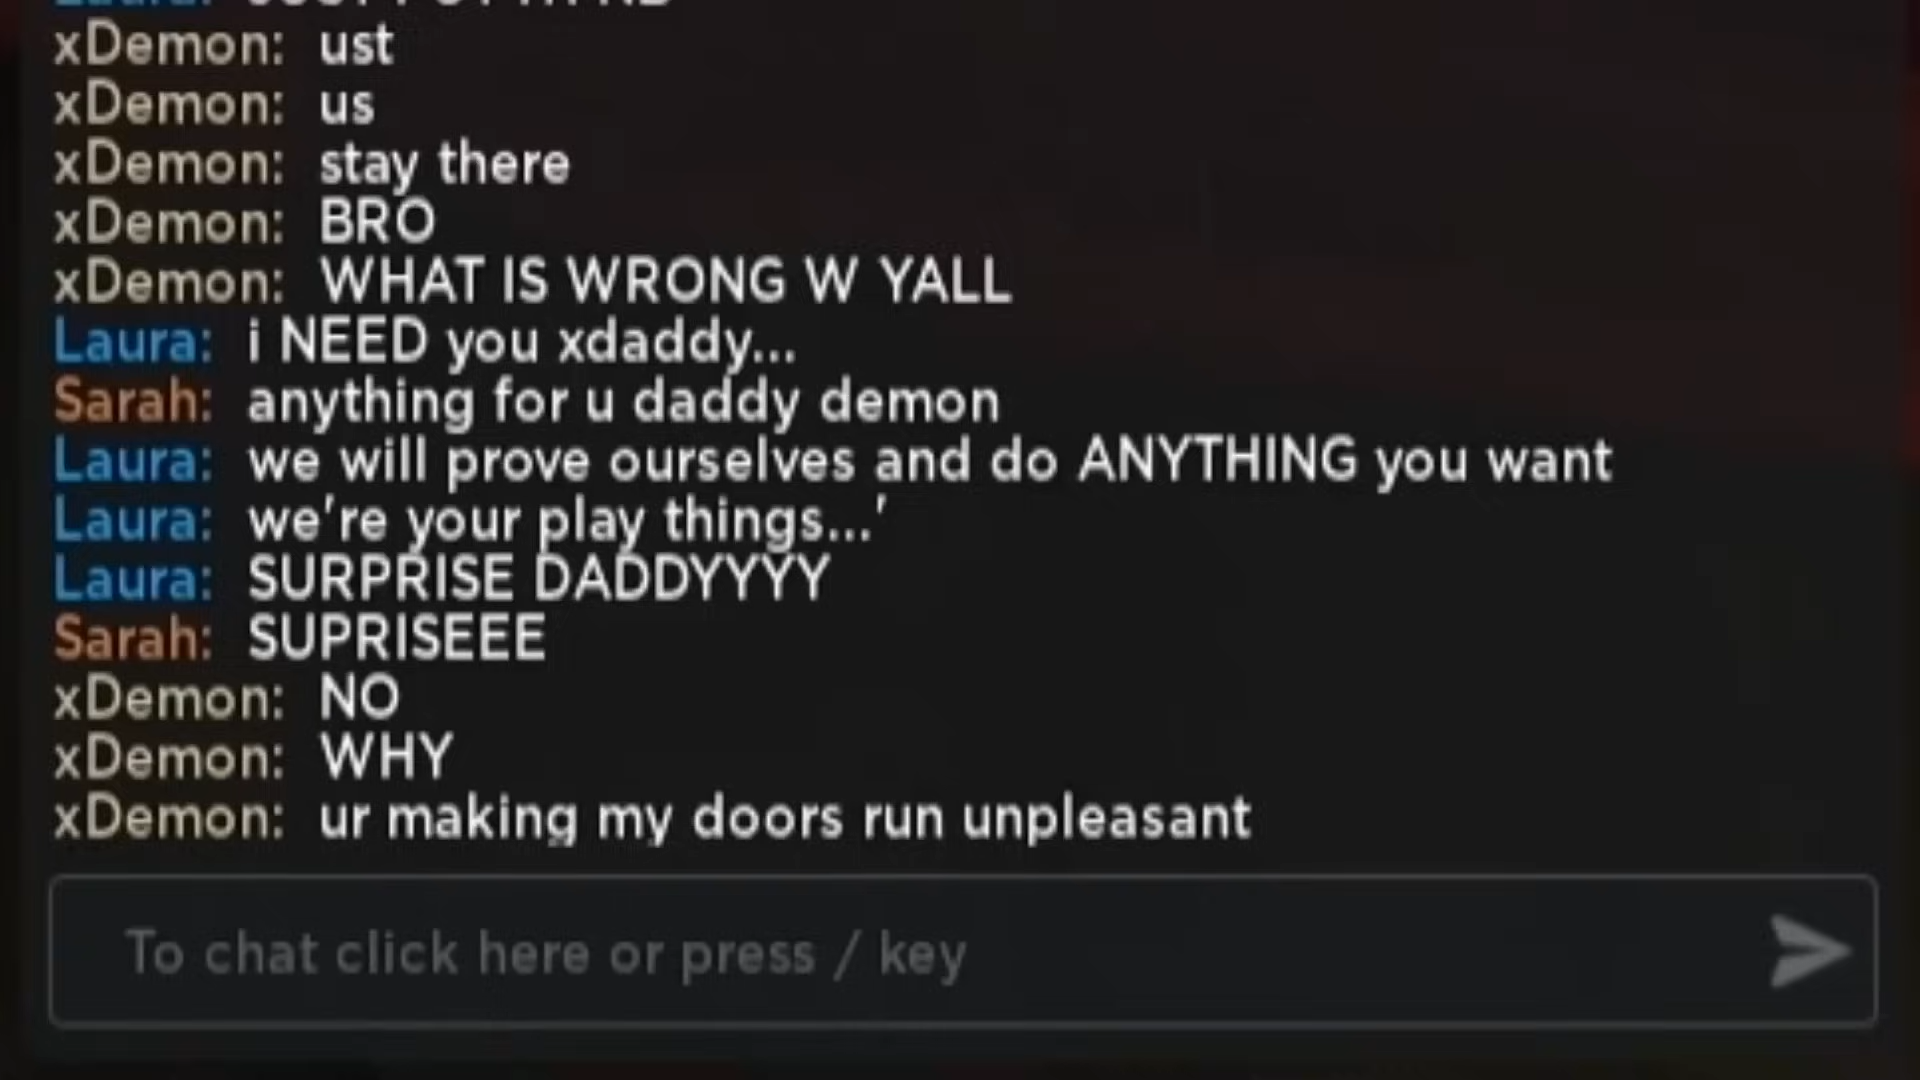 xDemon: ust
xDemon: us
xDemon: stay there
xDemon: BRO
xDemon: WHAT IS WRONG W YALL
Laura: i NEED you xdaddy...
Sarah: anything for u daddy demon
Laura: we will prove ourselves and do ANYTHING you want
Laura: we're your play things...'
Laura: SURPRISE DADDYYYY
Sarah: SUPRISEEE
xDemon: NO
xDemon: WHY
xDemon: ur making my doors run unpleasant
To chat click here or press / key